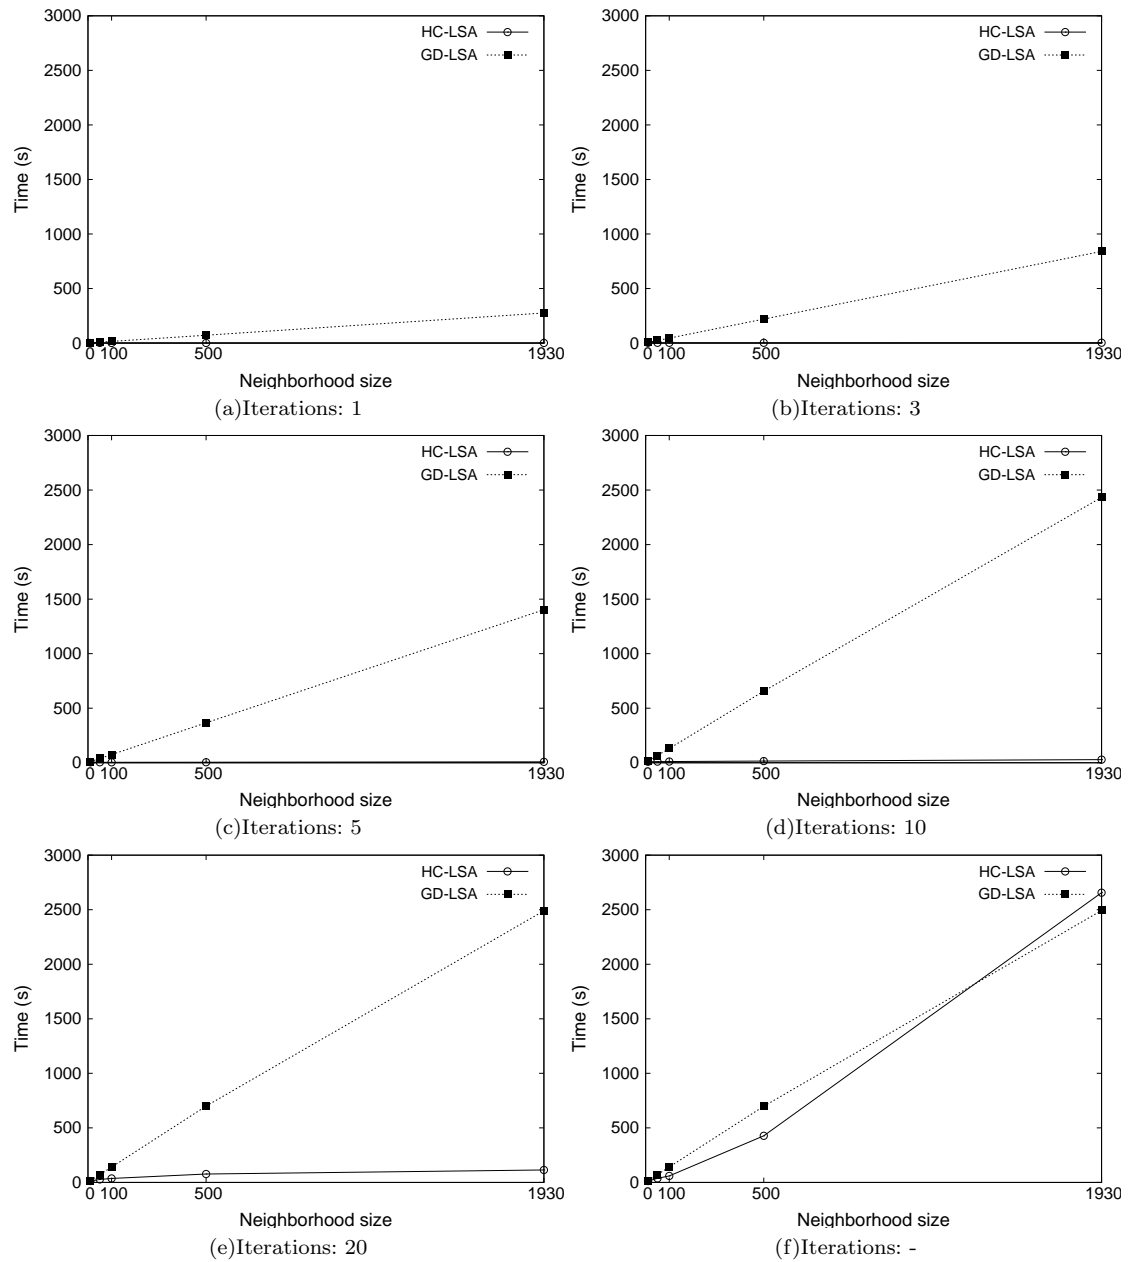 3000
2500
2000
1500
1000
500
0
Time (s)
HC-LSA
GD-LSA
0 100 500 1930
Neighborhood size
(a)Iterations: 1
3000
2500
2000
1500
1000
500
0
Time (s)
HC-LSA
GD-LSA
0 100 500 1930
Neighborhood size
(b)Iterations: 3
3000
2500
2000
1500
1000
500
0
Time (s)
HC-LSA
GD-LSA
0 100 500 1930
Neighborhood size
(c)Iterations: 5
3000
2500
2000
1500
1000
500
0
Time (s)
HC-LSA
GD-LSA
0 100 500 1930
Neighborhood size
(d)Iterations: 10
3000
2500
2000
1500
1000
500
0
Time (s)
HC-LSA
GD-LSA
0 100 500 1930
Neighborhood size
(e)Iterations: 20
3000
2500
2000
1500
1000
500
0
Time (s)
HC-LSA
GD-LSA
0 100 500 1930
Neighborhood size
(f)Iterations: -